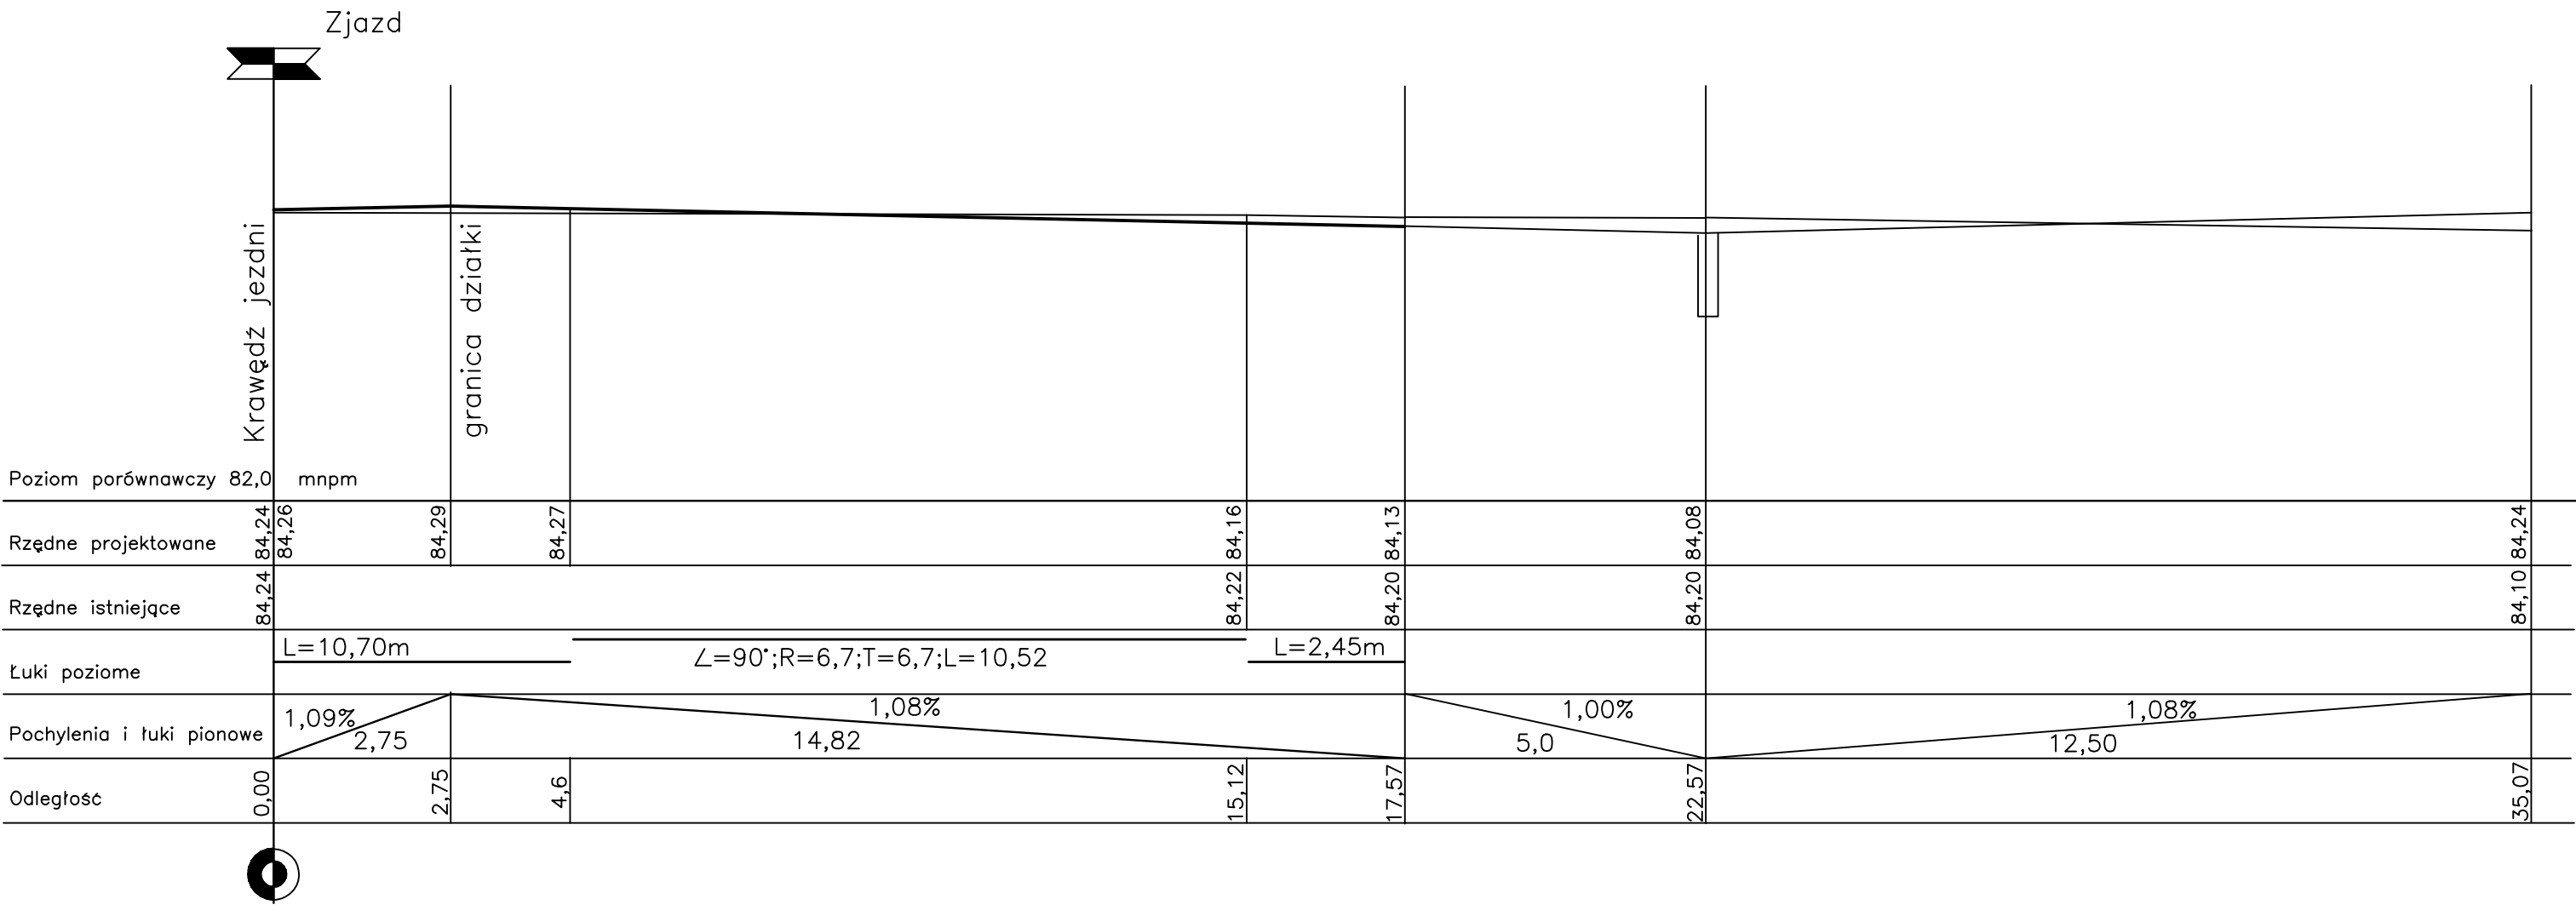 Zjazd
Krawędź jezdni
granica działki
Poziom porównawczy 82,0 mnpm
Rzędne projektowane 84,24 84,26 84,29 84,27 84,16 84,13 84,08 84,24
Rzędne istniejące 84,24 84,22 84,20 84,20 84,10
Łuki poziome L=10,70m ∠=90°;R=6,7;T=6,7;L=10,52 L=2,45m
Pochylenia i łuki pionowe 1,09% 2,75 1,08% 14,82 1,00% 5,0 1,08% 12,50
Odległość 0,00 2,75 4,6 15,12 17,57 22,57 35,07